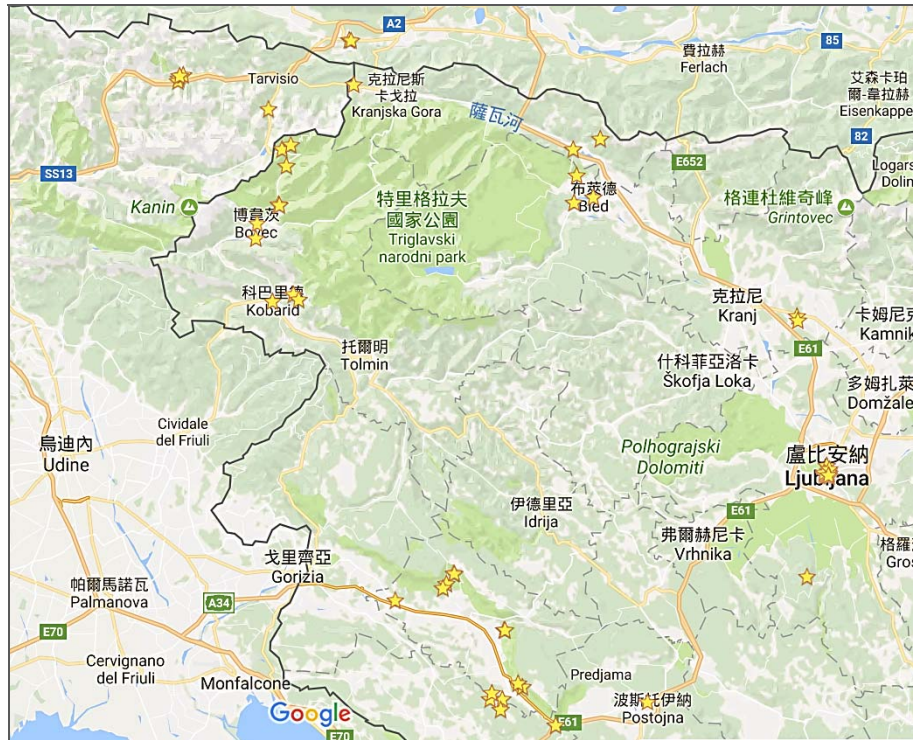 A2
85
費拉赫
Ferlach
Tarvisio
克拉尼斯
卡戈拉
Kranjska Gora
艾森卡珀
爾-韋拉赫
Eisenkappe
薩瓦河
82
E652
SS13
Logars
Dolin
Kanin
博韋茨
Bovec
特里格拉夫
國家公園
Triglavski
narodni park
布萊德
Bled
格連杜維奇峰
Grintovec
科巴里德
Kobarid
克拉尼
Kranj
卡姆尼克
Kamnik
E61
托爾明
Tolmin
什科菲亞洛卡
Škofja Loka
多姆扎萊
Domžale
Cividale
del Friuli
烏迪內
Udine
Polhograjski
Dolomiti
盧比安納
Ljubljana
伊德里亞
Idrija
E61
弗爾赫尼卡
Vrhnika
Gros
戈里齊亞
Gorizia
帕爾馬諾瓦
Palmanova
A34
E70
Cervignano
del Friuli
Monfalcone
Predjama
波斯托伊納
Postojna
Google
E70
E61